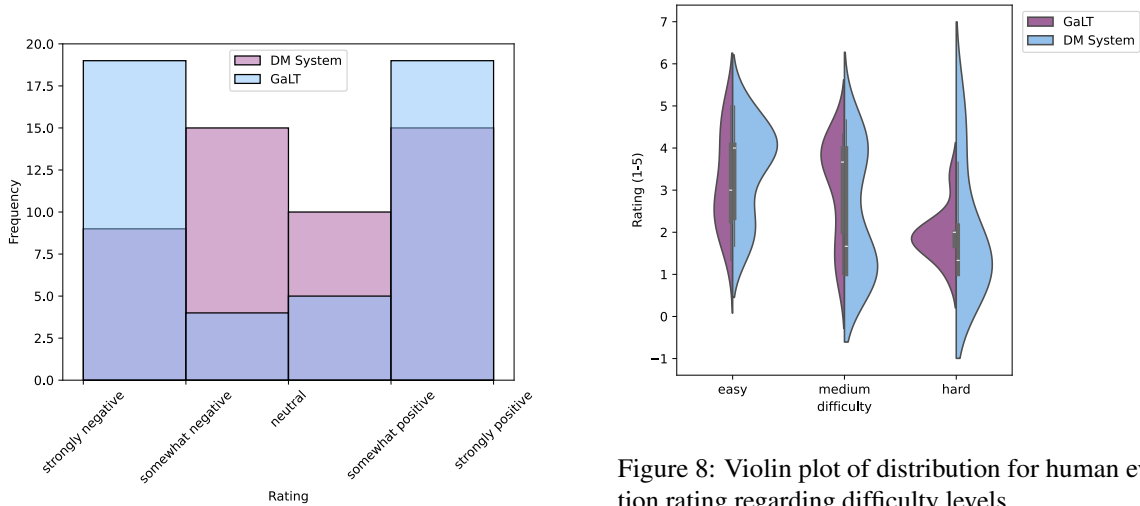 20.0
17.5
15.0
12.5
10.0
7.5
5.0
2.5
0.0
Frequency
DM System
GaLT
strongly negative
somewhat negative
neutral
somewhat positive
strongly positive
Rating
7
6
5
4
3
2
1
0
−1
Rating (1-5)
GaLT
DM System
easy
medium
hard
difficulty
Figure 8: Violin plot of distribution for human ev
tion rating regarding difficulty levels